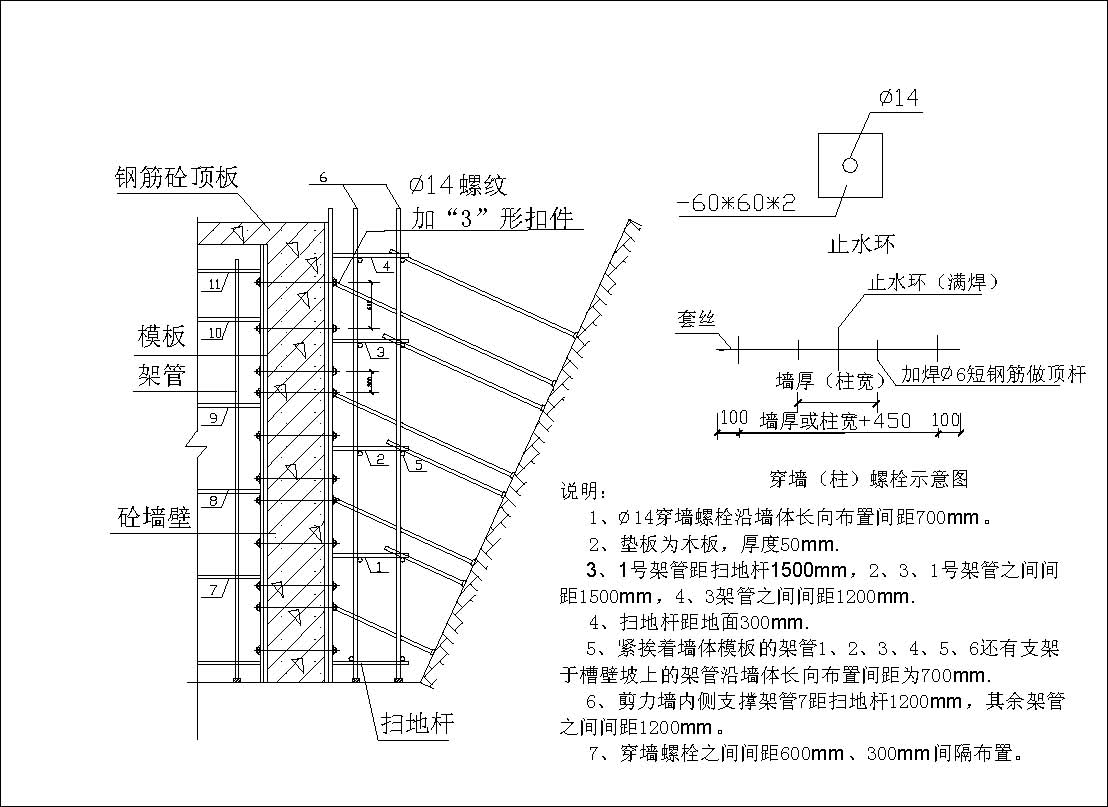 Ø14
钢筋砼顶板
6
Ø14螺纹
加“3”形扣件
-60*60*2
止水环
4
11
止水环（满焊）
套丝
10
模板
3
架管
加焊Ø6短钢筋做顶杆
墙厚（柱宽）
9
100
墙厚或柱宽+450
100
2
5
穿墙（柱）螺栓示意图
8
砼墙壁
1
7
扫地杆
说明：
1、Ø14穿墙螺栓沿墙体长向布置间距700mm。
2、垫板为木板，厚度50mm.
3、1号架管距扫地杆1500mm，2、3、1号架管之间间
距1500mm，4、3架管之间间距1200mm.
4、扫地杆距地面300mm.
5、紧挨着墙体模板的架管1、2、3、4、5、6还有支架
于槽壁坡上的架管沿墙体长向布置间距为700mm.
6、剪力墙内侧支撑架管7距扫地杆1200mm，其余架管
之间间距1200mm。
7、穿墙螺栓之间间距600mm、300mm间隔布置。